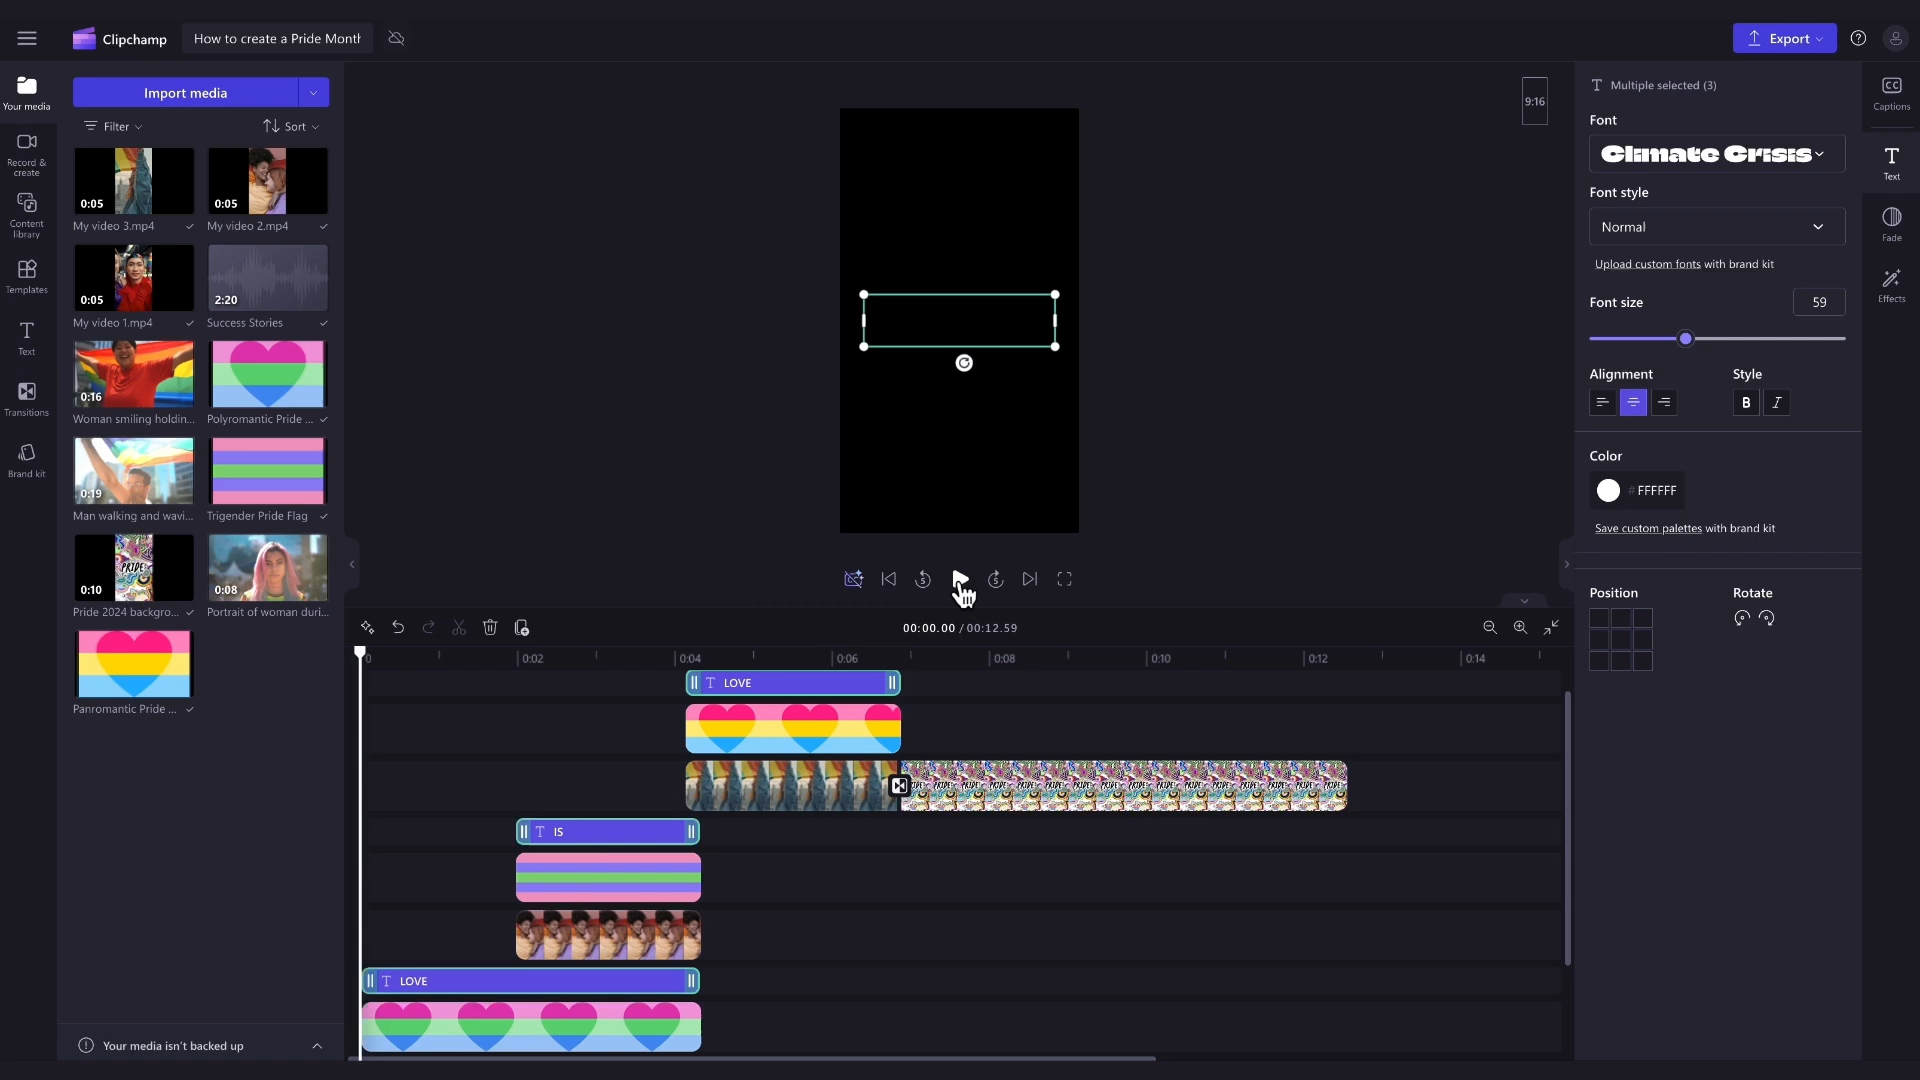 Clipchamp
How to create a Pride Month
Export
Your media
Record &
create
Content
library
Templates
Text
Transitions
Brand kit
Import media
Filter
Sort
0:05
My video 3.mp4
0:05
My video 2.mp4
0:05
My video 1.mp4
2:20
Success Stories
0:16
Woman smiling holdin...
Polyromantic Pride ...
0:19
Man walking and wavi...
Trigender Pride Flag
PRIDE
0:10
Pride 2024 backgro...
0:08
Portrait of woman duri...
Panromantic Pride ...
Your media isn't backed up
9:16
5
5
00:00.00 / 00:12.59
0
0:02
0:04
0:06
0:08
0:10
0:12
0:14
T LOVE
T IS
T LOVE
Multiple selected (3)
Font
Climate Crisis
Font style
Normal
Upload custom fonts with brand kit
Font size
59
Alignment
Style
B
I
Color
# FFFFFF
Save custom palettes with brand kit
Position
Rotate
CC
Captions
Text
Fade
Effects